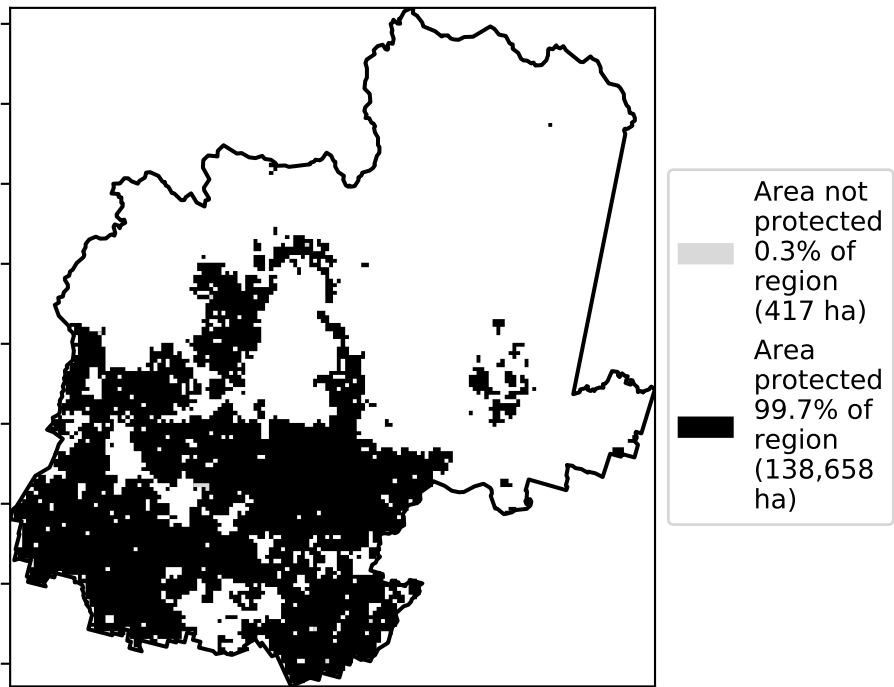 Area not
protected
0.3% of
region
(417 ha)
Area
protected
99.7% of
region
(138,658
ha)